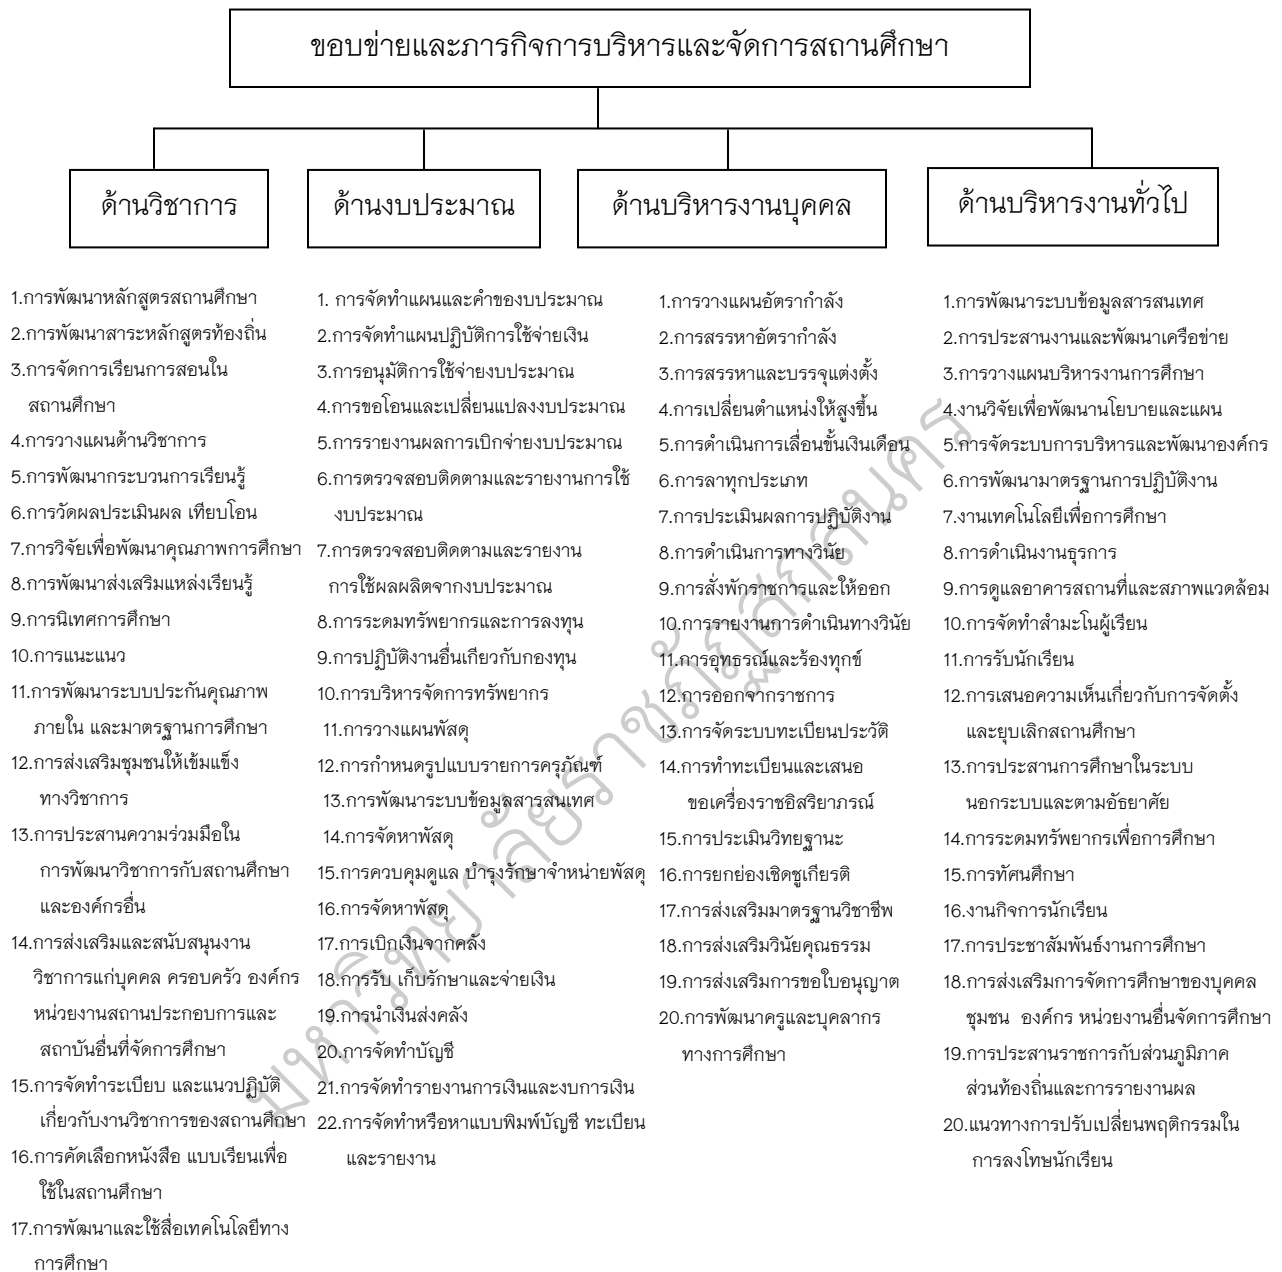 ขอบข่ายและภารกิจการบริหารและจัดการสถานศึกษา
ด้านวิชาการ
ด้านงบประมาณ
ด้านบริหารงานบุคคล
ด้านบริหารงานทั่วไป
1.การพัฒนาหลักสูตรสถานศึกษา
2.การพัฒนาสาระหลักสูตรท้องถิ่น
3.การจัดการเรียนการสอนใน
สถานศึกษา
4.การวางแผนด้านวิชาการ
5.การพัฒนากระบวนการเรียนรู้
6.การวัดผลประเมินผล เทียบโอน
7.การวิจัยเพื่อพัฒนาคุณภาพการศึกษา
8.การพัฒนาส่งเสริมแหล่งเรียนรู้
9.การนิเทศการศึกษา
10.การแนะแนว
11.การพัฒนาระบบประกันคุณภาพ
ภายใน และมาตรฐานการศึกษา
12.การส่งเสริมชุมชนให้เข้มแข็ง
ทางวิชาการ
13.การประสานความร่วมมือใน
การพัฒนาวิชาการกับสถานศึกษา
และองค์กรอื่น
14.การส่งเสริมและสนับสนุนงาน
วิชาการแก่บุคคล ครอบครัว องค์กร
หน่วยงานสถานประกอบการและ
สถาบันอื่นที่จัดการศึกษา
15.การจัดทำระเบียบ และแนวปฏิบัติ
เกี่ยวกับงานวิชาการของสถานศึกษา
16.การคัดเลือกหนังสือ แบบเรียนเพื่อ
ใช้ในสถานศึกษา
17.การพัฒนาและใช้สื่อเทคโนโลยีทาง
การศึกษา
1. การจัดทำแผนและคำของบประมาณ
2.การจัดทำแผนปฏิบัติการใช้จ่ายเงิน
3.การอนุมัติการใช้จ่ายงบประมาณ
4.การขอโอนและเปลี่ยนแปลงงบประมาณ
5.การรายงานผลการเบิกจ่ายงบประมาณ
6.การตรวจสอบติดตามและรายงานการใช้
งบประมาณ
7.การตรวจสอบติดตามและรายงาน
การใช้ผลผลิตจากงบประมาณ
8.การระดมทรัพยากรและการลงทุน
9.การปฏิบัติงานอื่นเกี่ยวกับกองทุน
10.การบริหารจัดการทรัพยากร
11.การวางแผนพัสดุ
12.การกำหนดรูปแบบรายการครุภัณฑ์
13.การพัฒนาระบบข้อมูลสารสนเทศ
14.การจัดหาพัสดุ
15.การควบคุมดูแล บำรุงรักษาจำหน่ายพัสดุ
16.การจัดหาพัสดุ
17.การเบิกเงินจากคลัง
18.การรับ เก็บรักษาและจ่ายเงิน
19.การนำเงินส่งคลัง
20.การจัดทำบัญชี
21.การจัดทำรายงานการเงินและงบการเงิน
22.การจัดทำหรือหาแบบพิมพ์บัญชี ทะเบียน
และรายงาน
1.การวางแผนอัตรากำลัง
2.การสรรหาอัตรากำลัง
3.การสรรหาและบรรจุแต่งตั้ง
4.การเปลี่ยนตำแหน่งให้สูงขึ้น
5.การดำเนินการเลื่อนขั้นเงินเดือน
6.การลาทุกประเภท
7.การประเมินผลการปฏิบัติงาน
8.การดำเนินการทางวินัย
9.การสั่งพักราชการและให้ออก
10.การรายงานการดำเนินทางวินัย
11.การอุทธรณ์และร้องทุกข์
12.การออกจากราชการ
13.การจัดระบบทะเบียนประวัติ
14.การทำทะเบียนและเสนอ
ขอเครื่องราชอิสริยาภรณ์
15.การประเมินวิทยฐานะ
16.การยกย่องเชิดชูเกียรติ
17.การส่งเสริมมาตรฐานวิชาชีพ
18.การส่งเสริมวินัยคุณธรรม
19.การส่งเสริมการขอใบอนุญาต
20.การพัฒนาครูและบุคลากร
ทางการศึกษา
1.การพัฒนาระบบข้อมูลสารสนเทศ
2.การประสานงานและพัฒนาเครือข่าย
3.การวางแผนบริหารงานการศึกษา
4.งานวิจัยเพื่อพัฒนานโยบายและแผน
5.การจัดระบบการบริหารและพัฒนาองค์กร
6.การพัฒนามาตรฐานการปฏิบัติงาน
7.งานเทคโนโลยีเพื่อการศึกษา
8.การดำเนินงานธุรการ
9.การดูแลอาคารสถานที่และสภาพแวดล้อม
10.การจัดทำสำมะโนผู้เรียน
11.การรับนักเรียน
12.การเสนอความเห็นเกี่ยวกับการจัดตั้ง
และยุบเลิกสถานศึกษา
13.การประสานการศึกษาในระบบ
นอกระบบและตามอัธยาศัย
14.การระดมทรัพยากรเพื่อการศึกษา
15.การทัศนศึกษา
16.งานกิจการนักเรียน
17.การประชาสัมพันธ์งานการศึกษา
18.การส่งเสริมการจัดการศึกษาของบุคคล
ชุมชน องค์กร หน่วยงานอื่นจัดการศึกษา
19.การประสานราชการกับส่วนภูมิภาค
ส่วนท้องถิ่นและการรายงานผล
20.แนวทางการปรับเปลี่ยนพฤติกรรมใน
การลงโทษนักเรียน
มหาวิทยาลัยราชภัฏสกลนคร